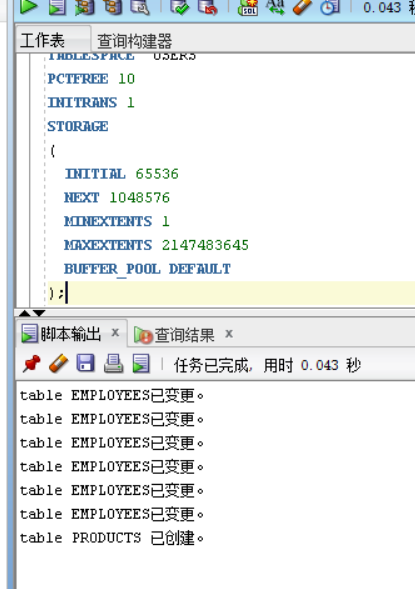 0.043 秒
工作表 查询构建器
TABLESPACE "USERS"
PCTFREE 10
INITRANS 1
STORAGE
(
INITIAL 65536
NEXT 1048576
MINEXTENTS 1
MAXEXTENTS 2147483645
BUFFER_POOL DEFAULT
);
脚本输出 x 查询结果 x
任务已完成, 用时 0.043 秒
table EMPLOYEES已变更。
table EMPLOYEES已变更。
table EMPLOYEES已变更。
table EMPLOYEES已变更。
table EMPLOYEES已变更。
table EMPLOYEES已变更。
table PRODUCTS 已创建。